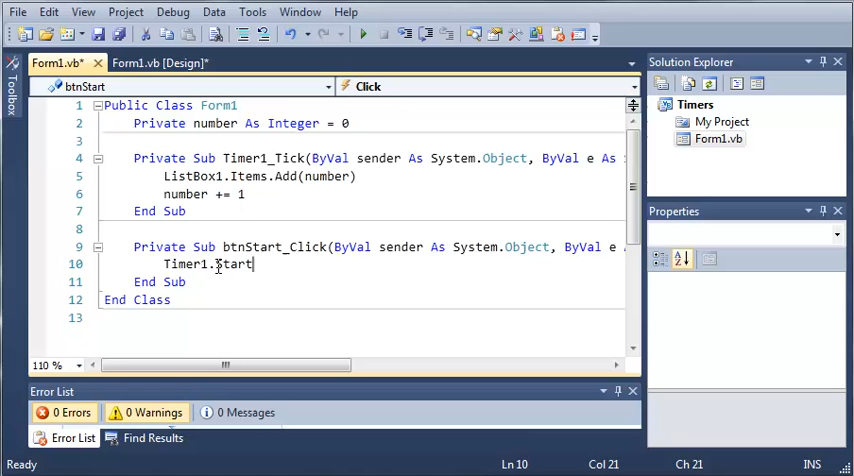 File Edit View Project Debug Data Tools Window Help
Form1.vb* Form1.vb [Design]*
Toolbox
btnStart Click
1 Public Class Form1
2 Private number As Integer = 0
3
4 Private Sub Timer1_Tick(ByVal sender As System.Object, ByVal e As
5 ListBox1.Items.Add(number)
6 number += 1
7 End Sub
8
9 Private Sub btnStart_Click(ByVal sender As System.Object, ByVal e
10 Timer1.Start
11 End Sub
12 End Class
13
110 %
Solution Explorer
Timers
My Project
Form1.vb
Properties
Error List
0 Errors 0 Warnings 0 Messages
Error List Find Results
Ln 10 Col 21 Ch 21 INS